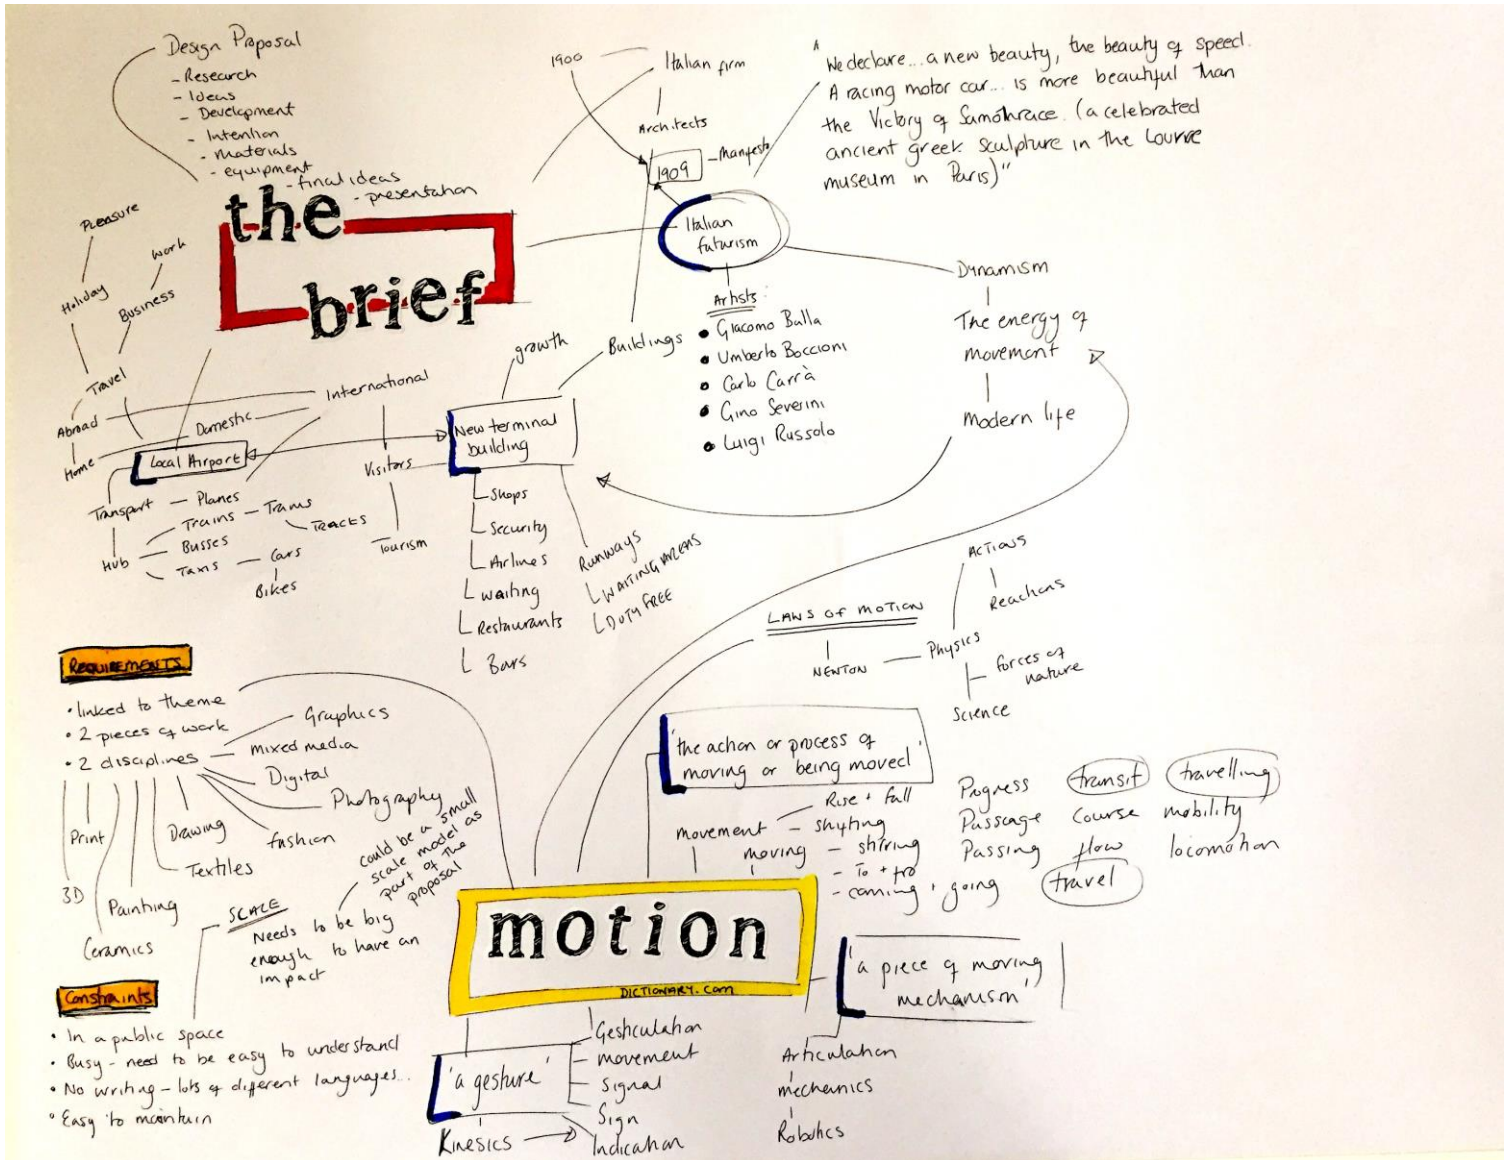 Design Proposal
- Research
- Ideas
- Development
- Intention
- materials
- equipment
- final ideas
- presentation
the
brief
Pleasure
Holiday
work
Business
Travel
Abroad
Home
Domestic
International
Local Airport
Transport
Planes
Trains
Trams
Tracks
Hub
Busses
Taxis
Cars
Bikes
Visitors
Tourism
growth
Buildings
New terminal
building
Shops
Security
Airlines
waiting
Restaurants
Bars
Runways
WAITING AREAS
DUTY FREE
1900
Italian firm
Architects
1909
- Manifesto
Italian
futurism
Artists:
• Giacomo Balla
• Umberto Boccioni
• Carlo Carrà
• Gino Severini
• Luigi Russolo
"We declare... a new beauty, the beauty of speed.
A racing motor car... is more beautiful than
the Victory of Samothrace. (a celebrated
ancient greek sculpture in the Louvre
museum in Paris)"
Dynamism
The energy of
movement
Modern life
LAWS OF MOTION
NEWTON
Physics
ACTIONS
Reactions
forces of
nature
Science
REQUIREMENTS
• linked to theme
• 2 pieces of work
• 2 disciplines
Graphics
mixed media
Digital
Photography
fashion
Drawing
Textiles
Print
3D
Painting
Ceramics
SCALE
Needs to be big
enough to have an
impact
could be a small
scale model as
part of the
proposal
Constraints
• In a public space
• Busy - need to be easy to understand
• No writing - lots of different languages...
• Easy to maintain
'the action or process of
moving or being moved'
movement
moving
Rise + fall
- shifting
- stirring
- To + fro
- coming + going
Progress
transit
travelling
Passage
course
mobility
Passing
flow
locomotion
travel
motion
DICTIONARY.com
'a gesture'
Gesticulation
movement
Signal
Sign
Indication
Kinesics
'a piece of moving
mechanism'
Articulation
mechanics
Robotics